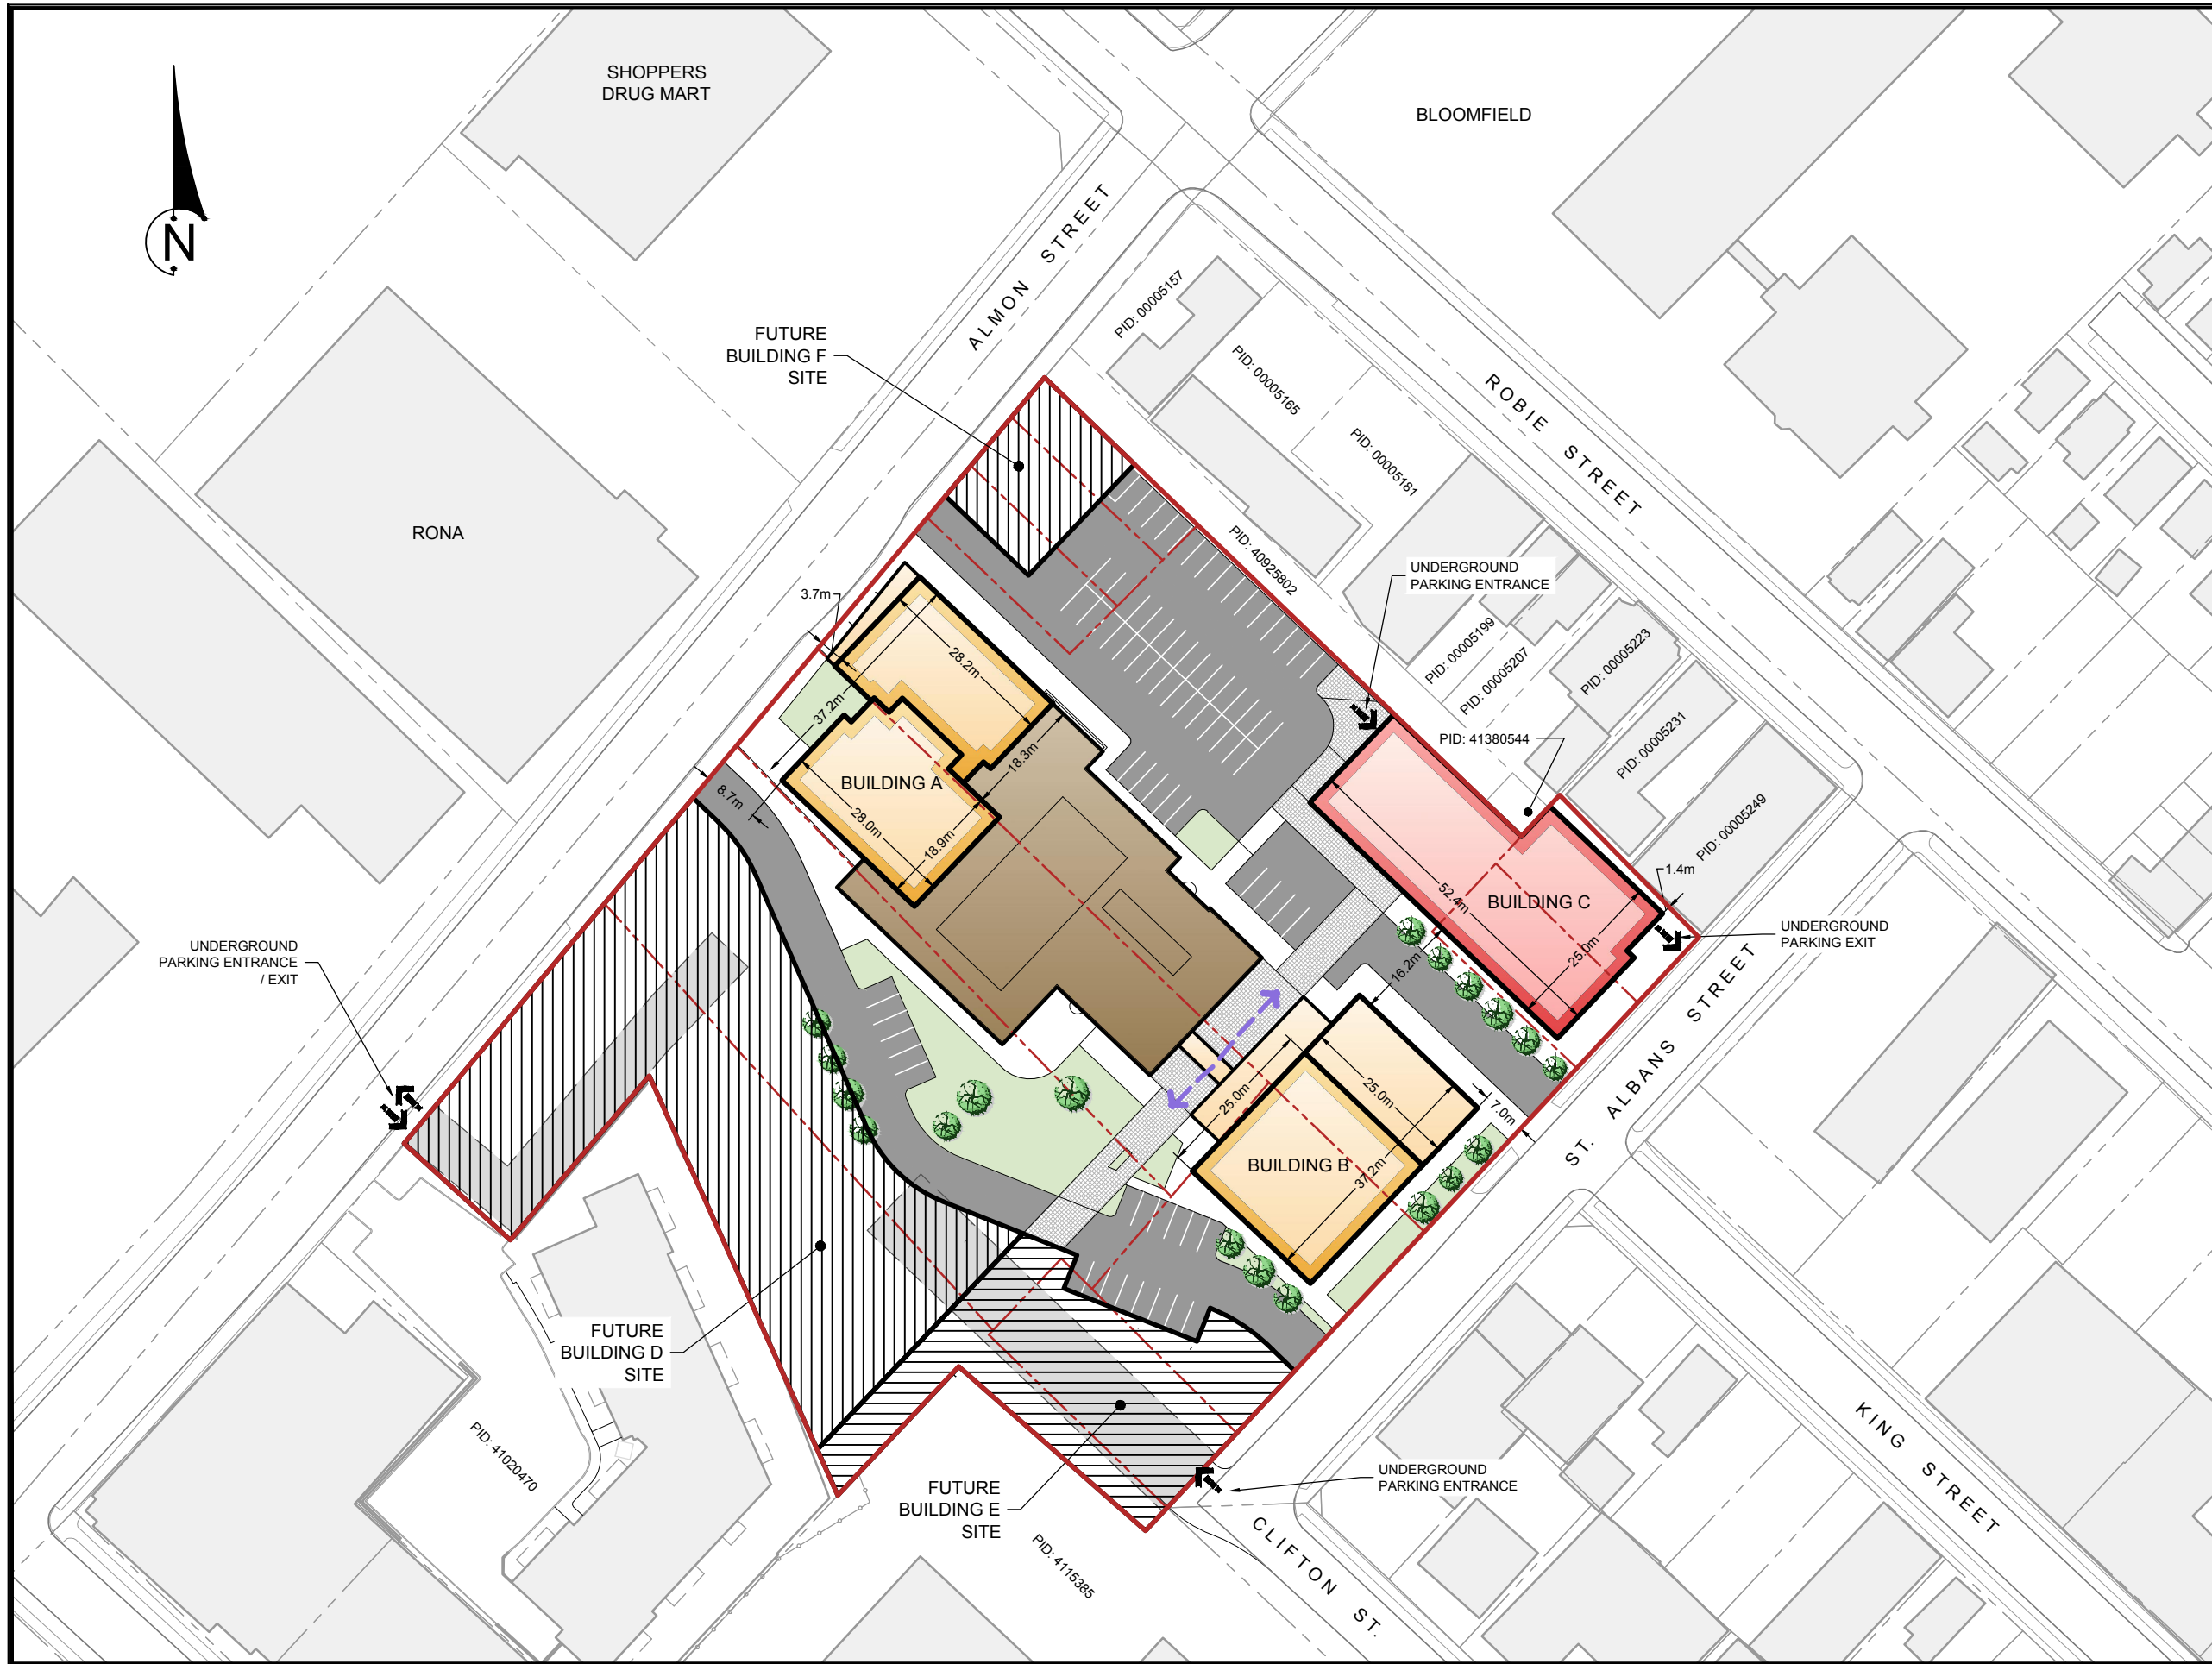 SHOPPERS
DRUG MART
BLOOMFIELD
N
ALMON STREET
PID: 00005157
FUTURE
BUILDING F
SITE
PID: 00005165
ROBIE STREET
PID: 00005181
RONA
PID: 40925802
UNDERGROUND
PARKING ENTRANCE
3.7m
28.2m
PID: 00005199
PID: 00005207
PID: 00005223
37.2m
PID: 00005231
PID: 41380544
18.3m
BUILDING A
8.7m
28.0m
18.9m
PID: 00005249
1.4m
52.4m
BUILDING C
25.0m
UNDERGROUND
PARKING EXIT
UNDERGROUND
PARKING ENTRANCE
/ EXIT
16.2m
ST. ALBANS STREET
25.0m
25.0m
7.0m
BUILDING B
37.2m
FUTURE
BUILDING D
SITE
PID: 41020470
FUTURE
BUILDING E
SITE
UNDERGROUND
PARKING ENTRANCE
KING STREET
CLIFTON ST.
PID: 4115385